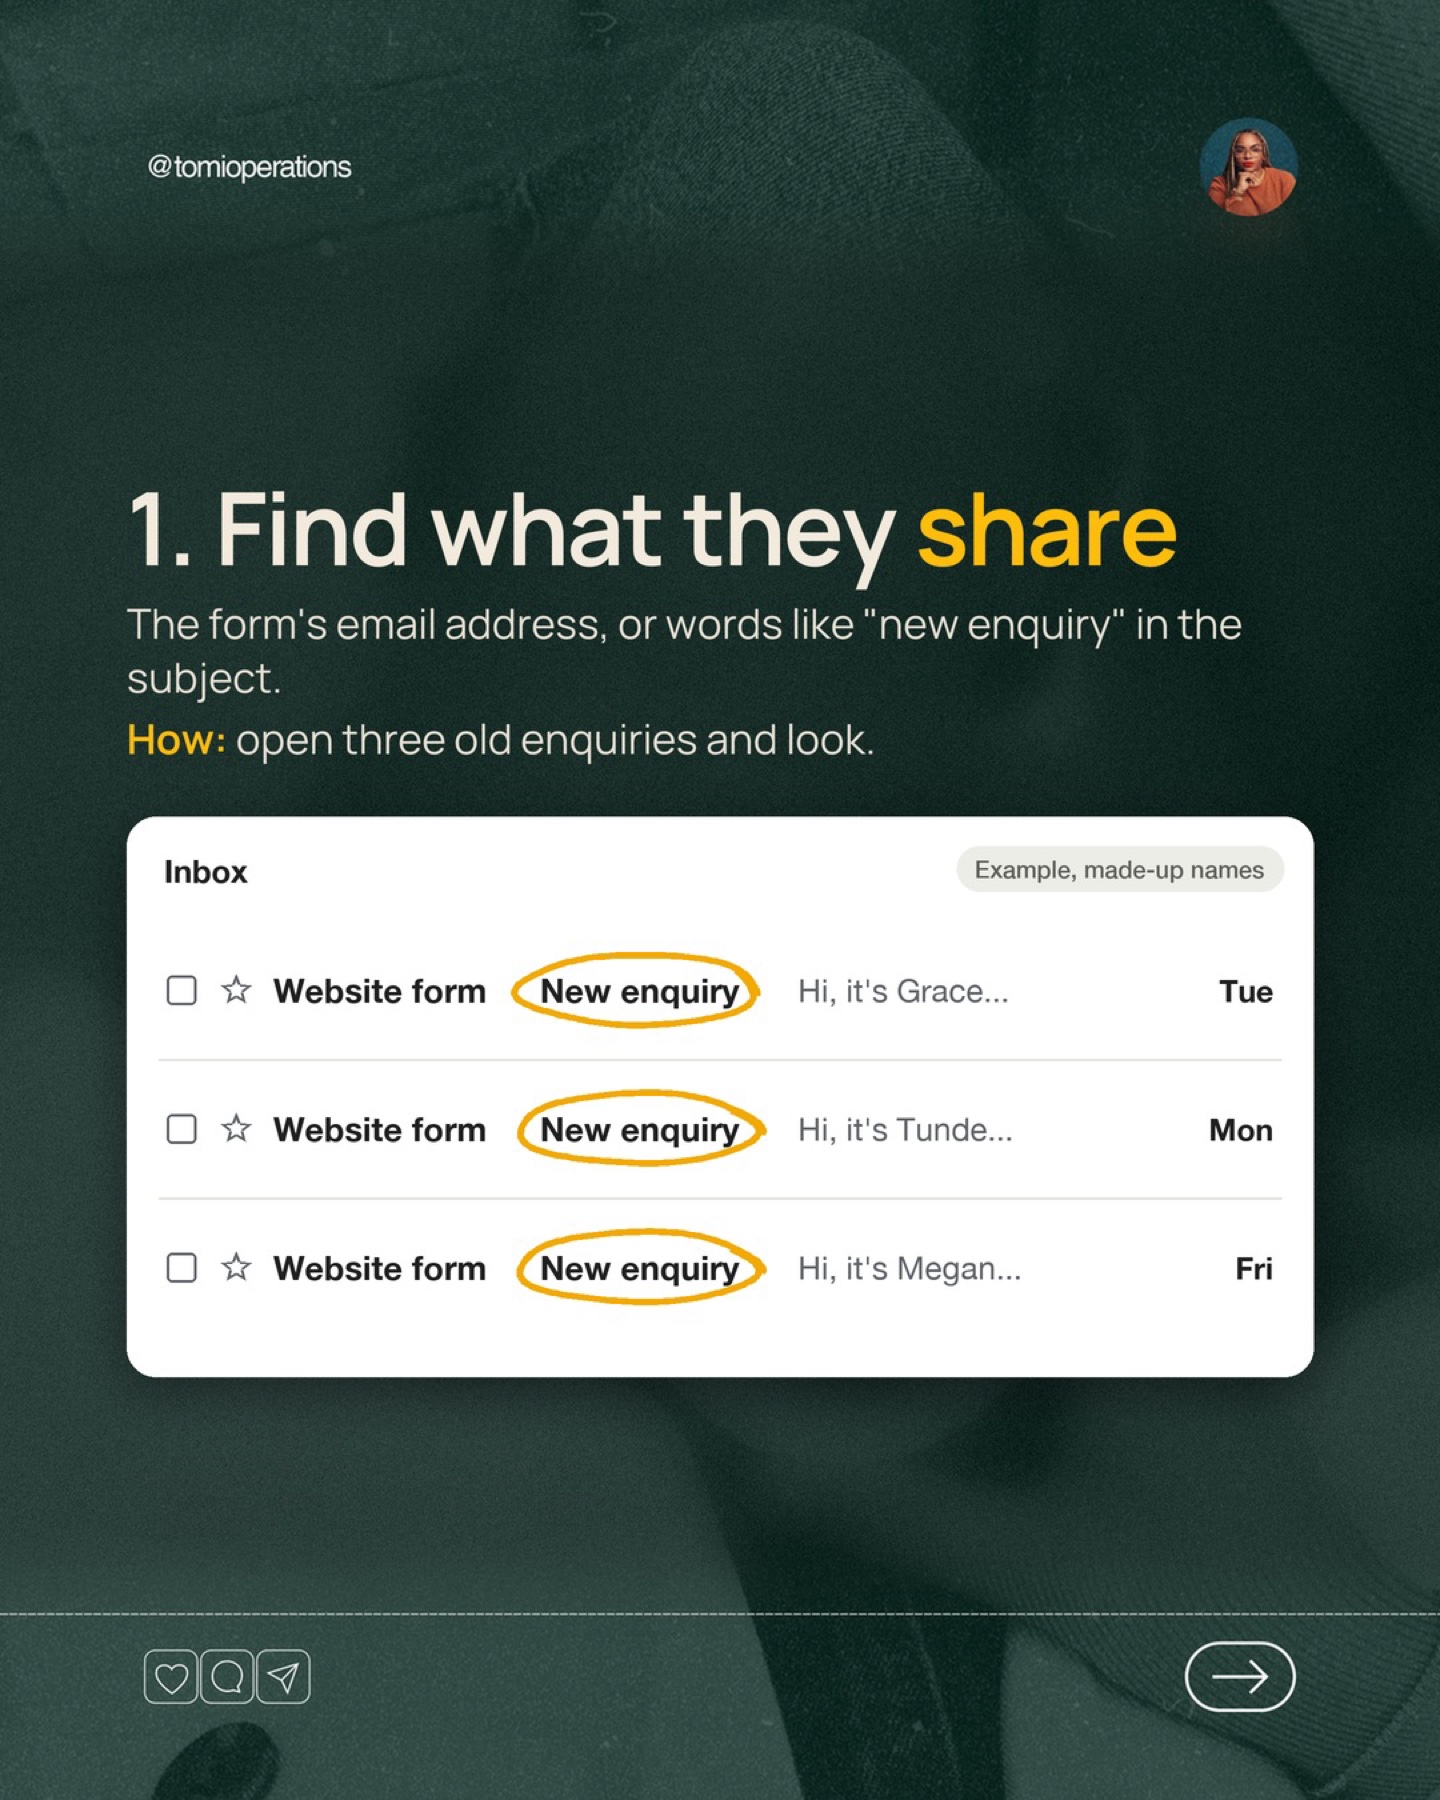 @tomioperations
1. Find what they share
The form's email address, or words like "new enquiry" in the
subject.
How: open three old enquiries and look.
Inbox
Example, made-up names
Website form New enquiry Hi, it's Grace... Tue
Website form New enquiry Hi, it's Tunde... Mon
Website form New enquiry Hi, it's Megan... Fri